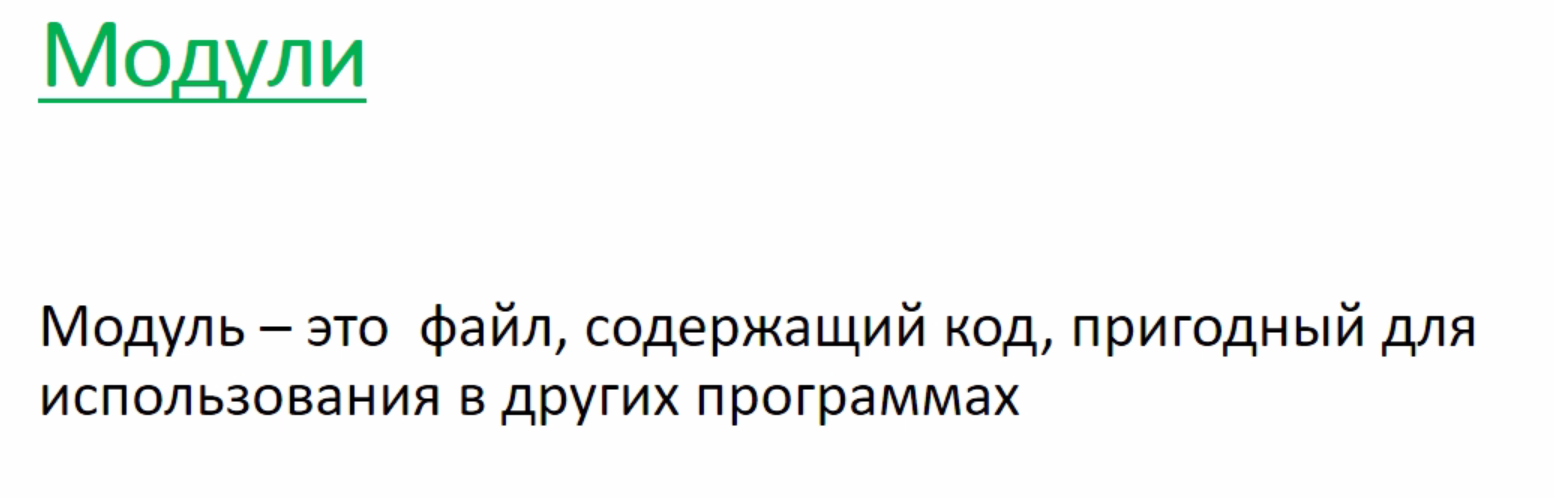 Модули
Модуль – это  файл, содержащий код, пригодный для
использования в других программах